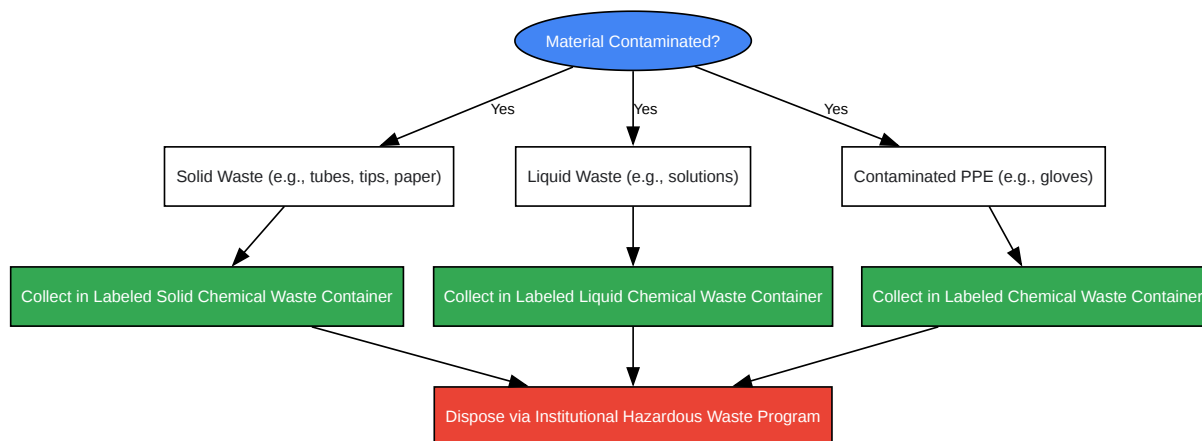 Material Contaminated?
Yes
Yes
Yes
Solid Waste (e.g., tubes, tips, paper)
Liquid Waste (e.g., solutions)
Contaminated PPE (e.g., gloves)
Collect in Labeled Solid Chemical Waste Container
Collect in Labeled Liquid Chemical Waste Container
Collect in Labeled Chemical Waste Container
Dispose via Institutional Hazardous Waste Program